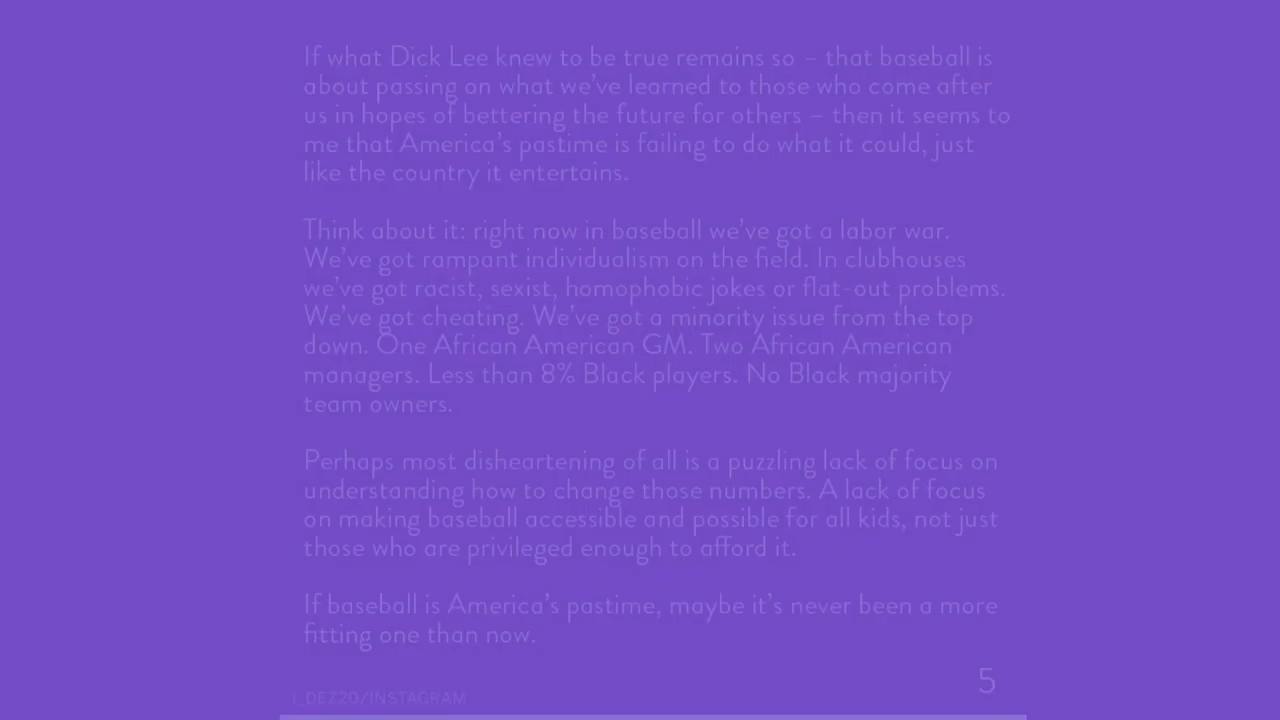 If what Dick Lee knew to be true remains so – that baseball is
about passing on what we've learned to those who come after
us in hopes of bettering the future for others – then it seems to
me that America's pastime is failing to do what it could, just
like the country it entertains.
Think about it: right now in baseball we've got a labor war.
We've got rampant individualism on the field. In clubhouses
we've got racist, sexist, homophobic jokes or flat-out problems.
We've got cheating. We've got a minority issue from the top
down. One African American GM. Two African American
managers. Less than 8% Black players. No Black majority
team owners.
Perhaps most disheartening of all is a puzzling lack of focus on
understanding how to change those numbers. A lack of focus
on making baseball accessible and possible for all kids, not just
those who are privileged enough to afford it.
If baseball is America's pastime, maybe it's never been a more
fitting one than now.
5
I_DEZ20/INSTAGRAM